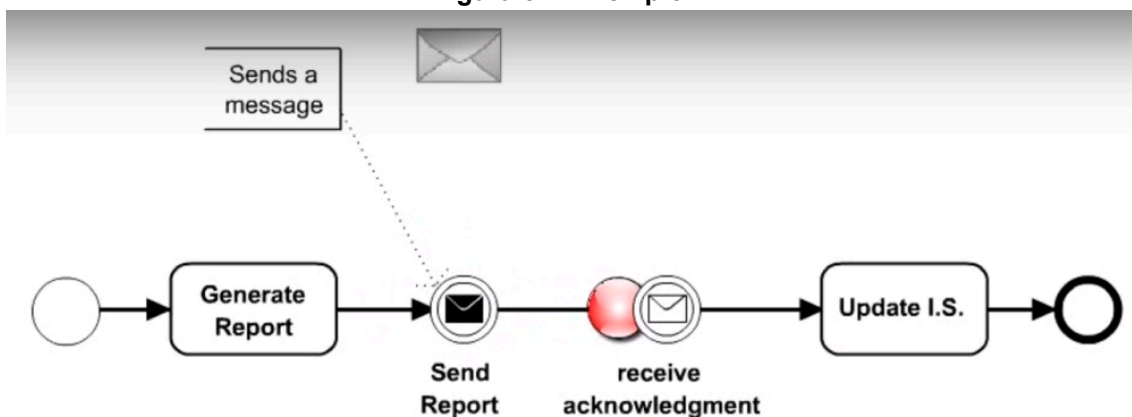 Sends a
message
Generate
Report
Send
Report
receive
acknowledgment
Update I.S.